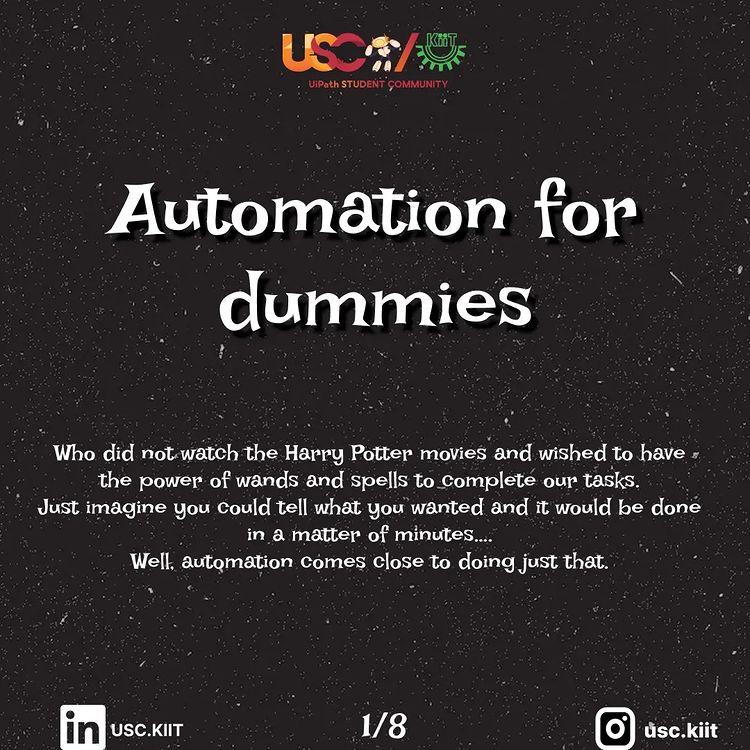 USC/KiiT
UiPath STUDENT COMMUNITY
Automation for
dummies
Who did not watch the Harry Potter movies and wished to have
the power of wands and spells to complete our tasks.
Just imagine you could tell what you wanted and it would be done
in a matter of minutes....
Well, automation comes close to doing just that.
in USC.KIIT
1/8
usc.kiit